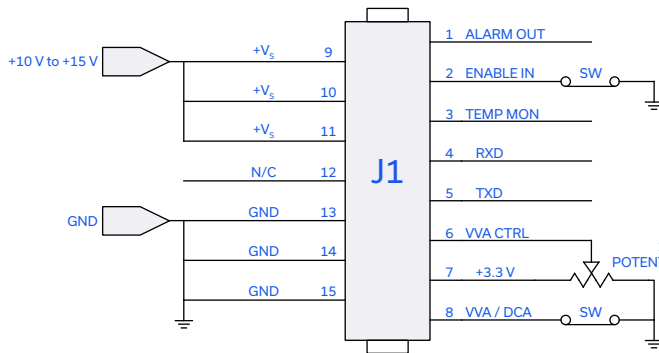 +10 V to +15 V
+Vs 9
+Vs 10
+Vs 11
N/C 12
GND
GND 13
GND 14
GND 15
J1
1 ALARM OUT
2 ENABLE IN SW
3 TEMP MON
4 RXD
5 TXD
6 VVA CTRL
7 +3.3 V POTENT
8 VVA / DCA SW